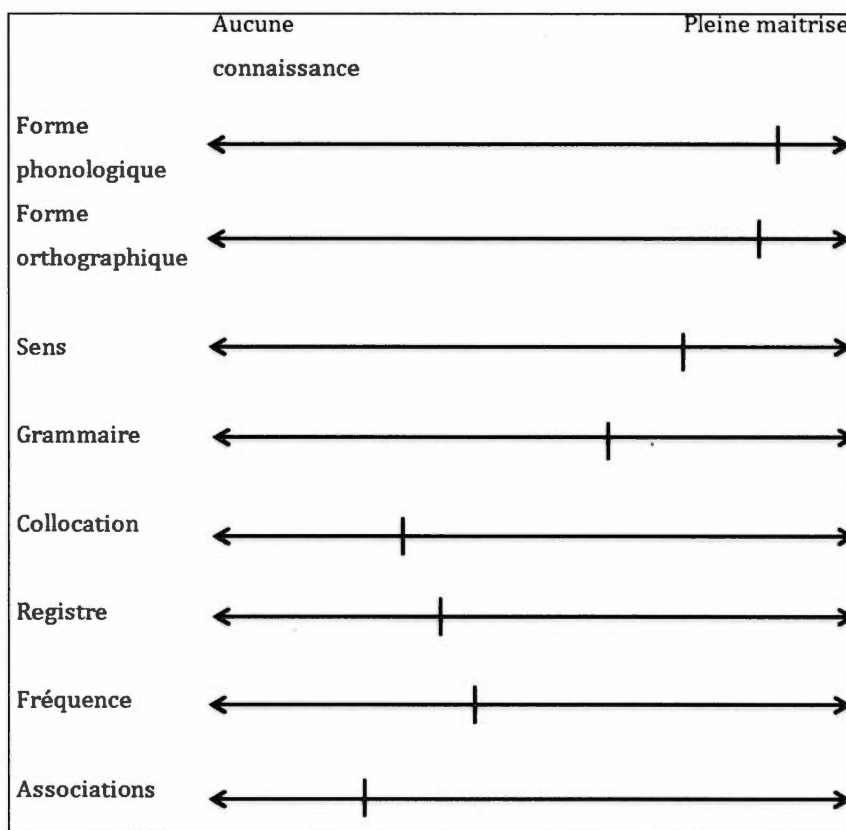 Aucune Pleine maitrise
connaissance
Forme
phonologique
Forme
orthographique
Sens
Grammaire
Collocation
Registre
Fréquence
Associations